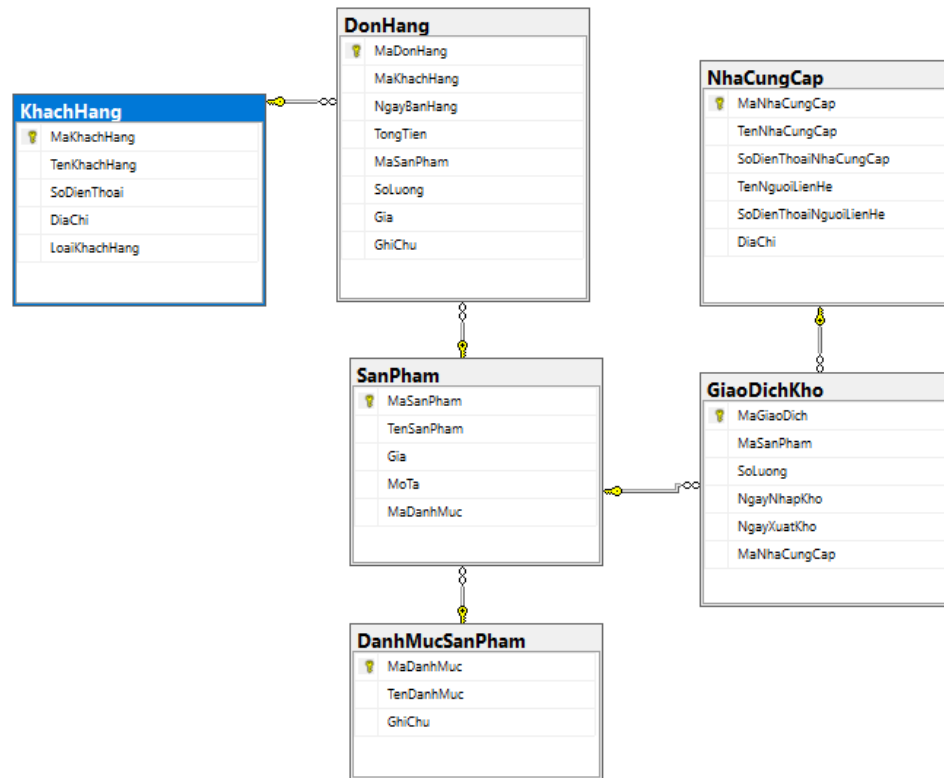 DonHang
MaDonHang
MaKhachHang
NgayBanHang
TongTien
MaSanPham
SoLuong
Gia
GhiChu
KhachHang
MaKhachHang
TenKhachHang
SoDienThoai
DiaChi
LoaiKhachHang
NhaCungCap
MaNhaCungCap
TenNhaCungCap
SoDienThoaiNhaCungCap
TenNguoiLienHe
SoDienThoaiNguoiLienHe
DiaChi
SanPham
MaSanPham
TenSanPham
Gia
MoTa
MaDanhMuc
GiaoDichKho
MaGiaoDich
MaSanPham
SoLuong
NgayNhapKho
NgayXuatKho
MaNhaCungCap
DanhMucSanPham
MaDanhMuc
TenDanhMuc
GhiChu